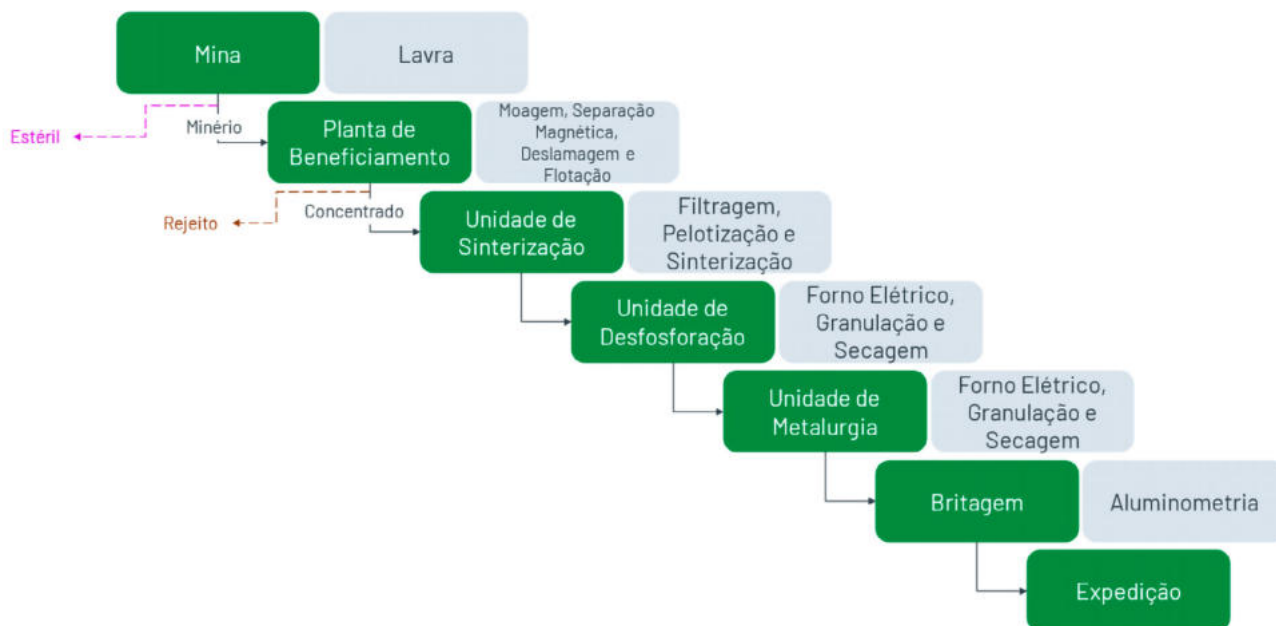 Mina
Lavra
Estéril
Minério
Planta de
Beneficiamento
Moagem, Separação
Magnética,
Deslamagem e
Flotação
Rejeito
Concentrado
Unidade de
Sinterização
Filtragem,
Pelotização e
Sinterização
Unidade de
Desfosforação
Forno Elétrico,
Granulação e
Secagem
Unidade de
Metalurgia
Forno Elétrico,
Granulação e
Secagem
Britagem
Aluminometria
Expedição